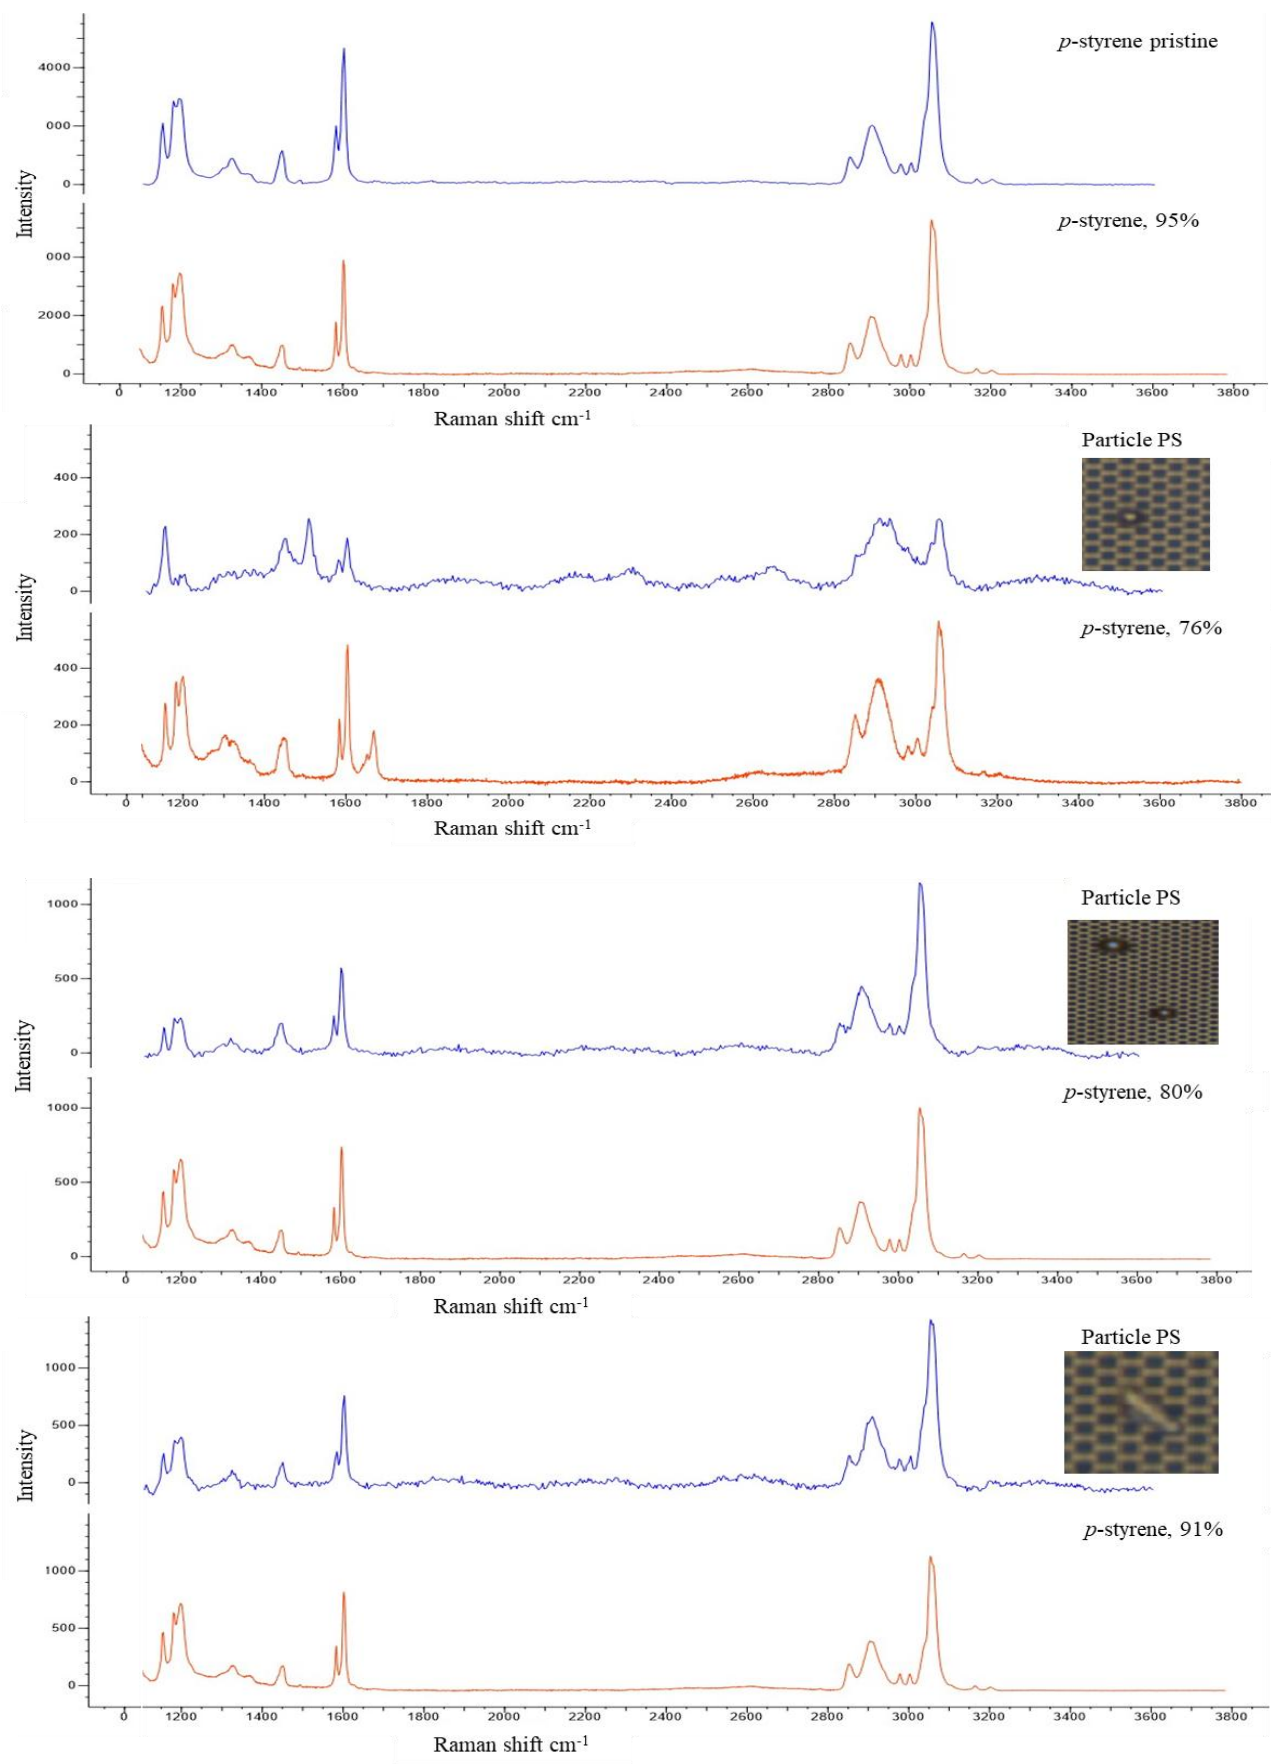 p-styrene pristine
4000
000
0
Intensity
p-styrene, 95%
000
2000
0
0 1200 1400 1600 1800 2000 2200 2400 2600 2800 3000 3200 3400 3600 3800
Raman shift cm-1
Particle PS
400
200
0
Intensity
p-styrene, 76%
400
200
0
0 1200 1400 1600 1800 2000 2200 2400 2600 2800 3000 3200 3400 3600 3800
Raman shift cm-1
Particle PS
1000
500
0
Intensity
p-styrene, 80%
1000
500
0
0 1200 1400 1600 1800 2000 2200 2400 2600 2800 3000 3200 3400 3600 3800
Raman shift cm-1
Particle PS
1000
500
0
Intensity
p-styrene, 91%
1000
500
0
0 1200 1400 1600 1800 2000 2200 2400 2600 2800 3000 3200 3400 3600 3800
Raman shift cm-1